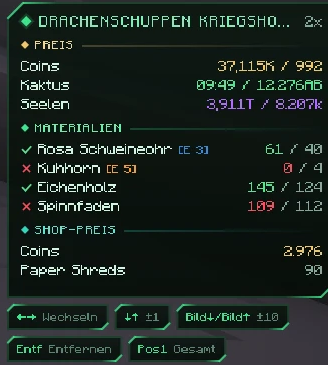 DRACHENSCHUPPEN KRIEGSHO... 2x
PREIS
Coins 37,115K / 992
Kaktus 09:49 / 12.276AB
Seelen 3,911T / 8.207k
MATERIALIEN
✓ Rosa Schweineohr [E 3] 61 / 40
✗ Kuhhorn [E 5] 0 / 4
✓ Eichenholz 145 / 124
✗ Spinnfaden 109 / 112
SHOP-PREIS
Coins 2.976
Paper Shreds 90
←→ Wechseln ↓↑ ±1 Bild↓/Bild↑ ±10
Entf Entfernen Pos1 Gesamt